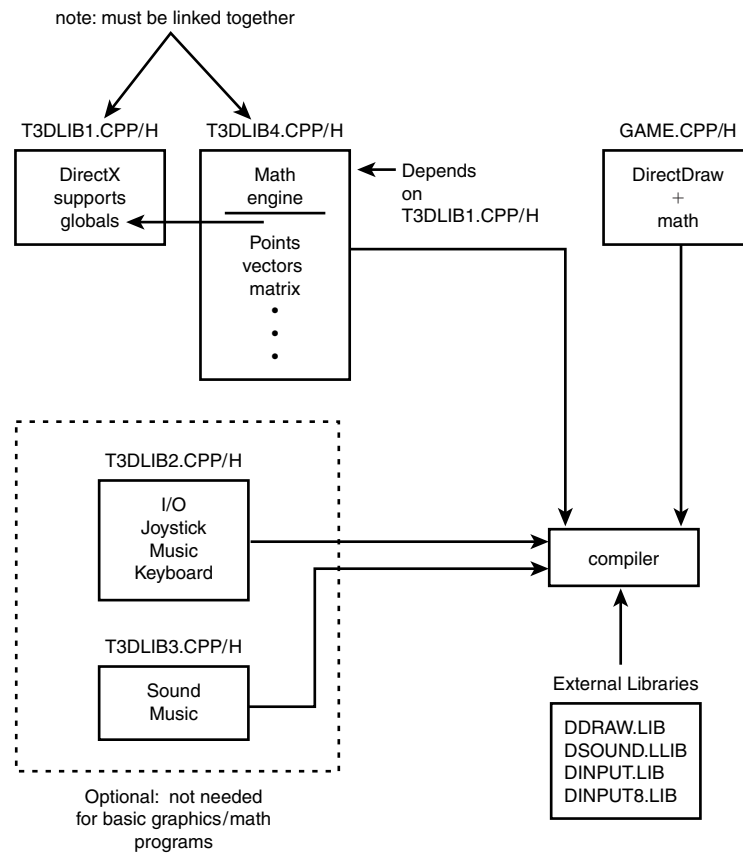 note: must be linked together
T3DLIB1.CPP/H
DirectX
supports
globals
T3DLIB4.CPP/H
Math
engine
Points
vectors
matrix
Depends
on
T3DLIB1.CPP/H
GAME.CPP/H
DirectDraw
+
math
T3DLIB2.CPP/H
I/O
Joystick
Music
Keyboard
T3DLIB3.CPP/H
Sound
Music
Optional: not needed
for basic graphics/math
programs
compiler
External Libraries
DDRAW.LIB
DSOUND.LLIB
DINPUT.LIB
DINPUT8.LIB